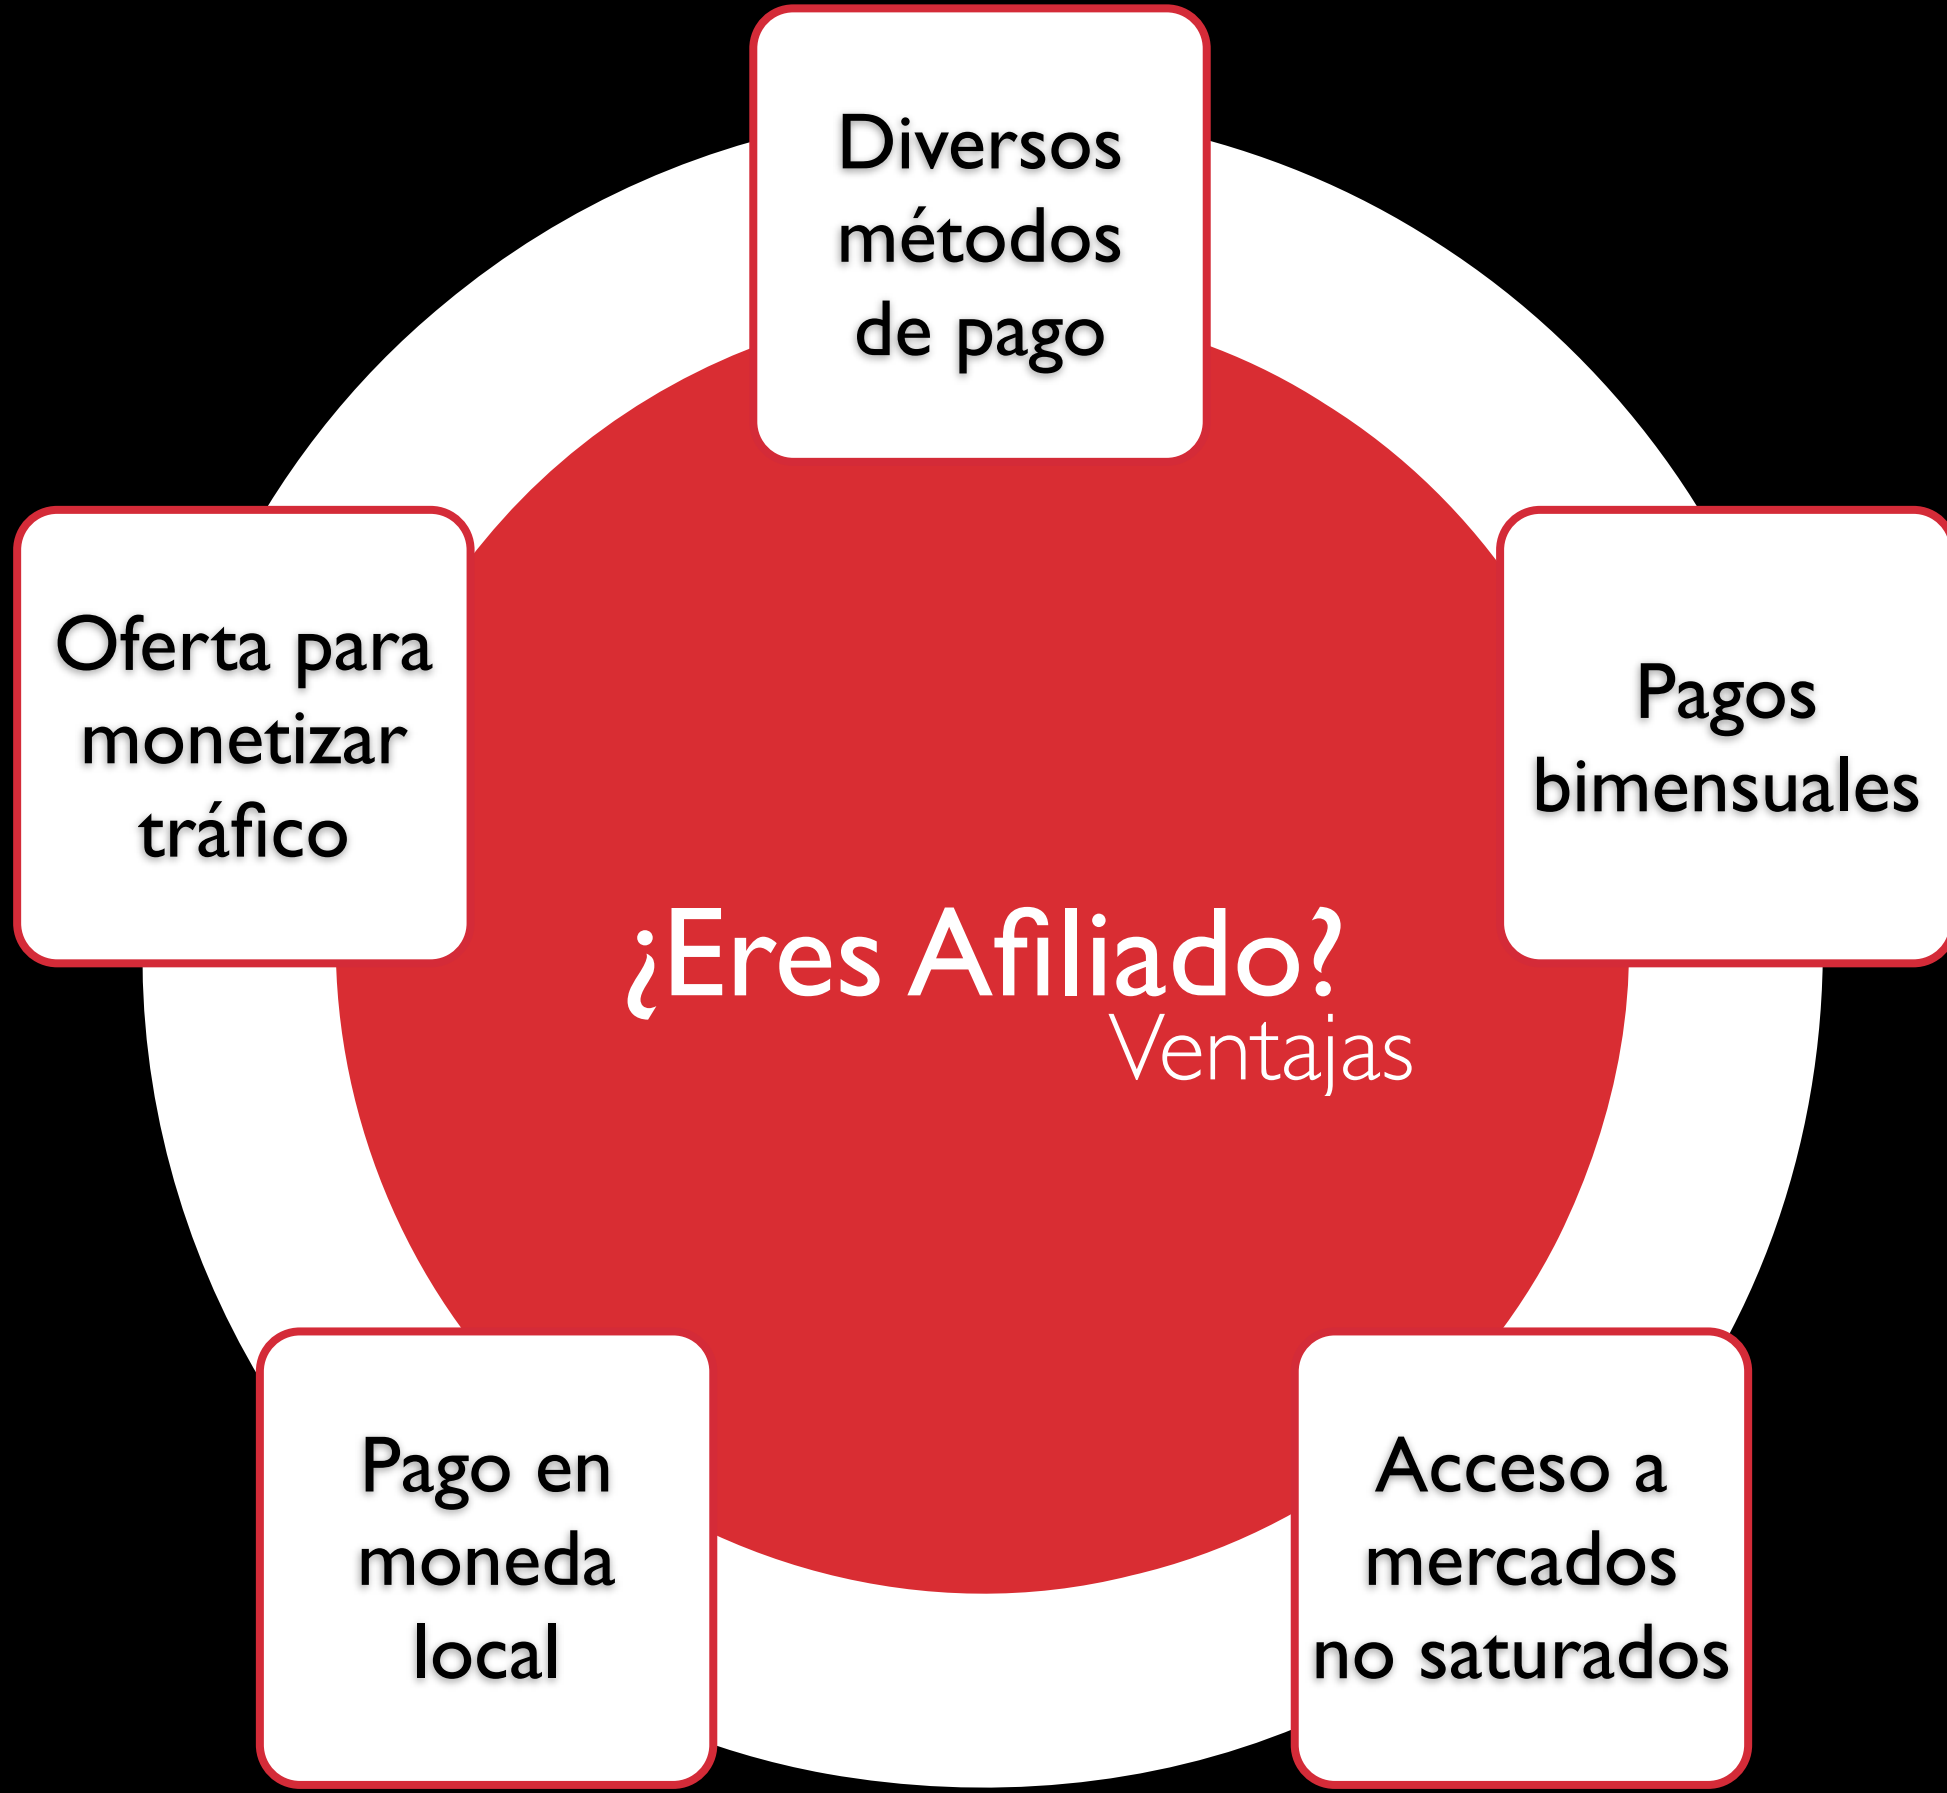 Diversos
métodos
de pago
Oferta para
monetizar
tráfico
Pagos
bimensuales
¿Eres Afiliado?
Ventajas
Pago en
moneda
local
Acceso a
mercados
no saturados